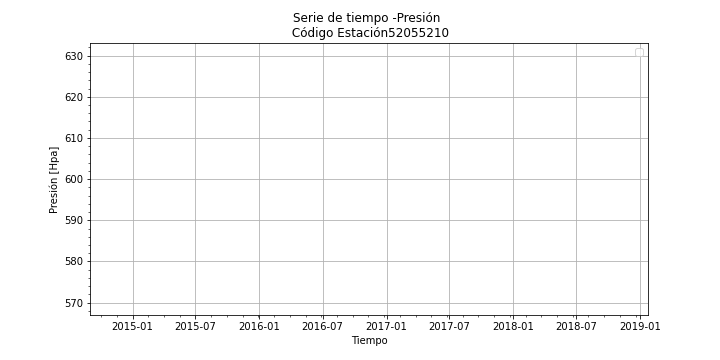 Serie de tiempo -Presión
Código Estación52055210
Presión [Hpa]
630
620
610
600
590
580
570
2015-01 2015-07 2016-01 2016-07 2017-01 2017-07 2018-01 2018-07 2019-01
Tiempo